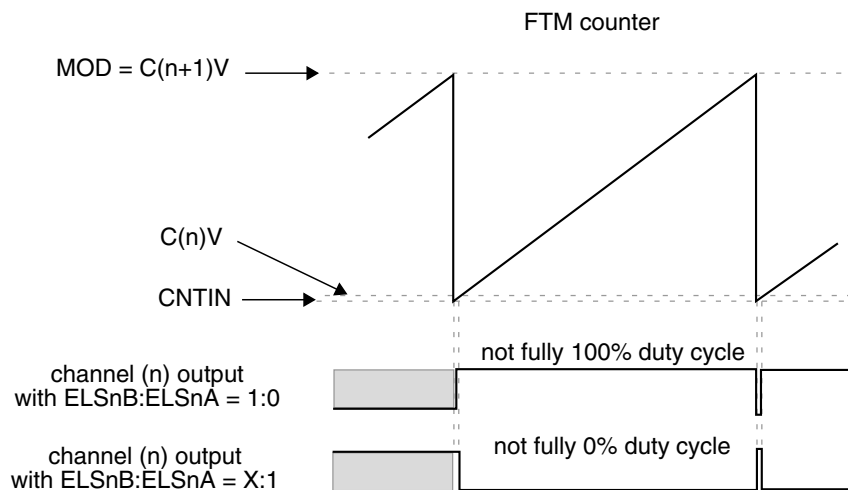 FTM counter
MOD = C(n+1)V
C(n)V
CNTIN
not fully 100% duty cycle
channel (n) output
with ELSnB:ELSnA = 1:0
not fully 0% duty cycle
channel (n) output
with ELSnB:ELSnA = X:1